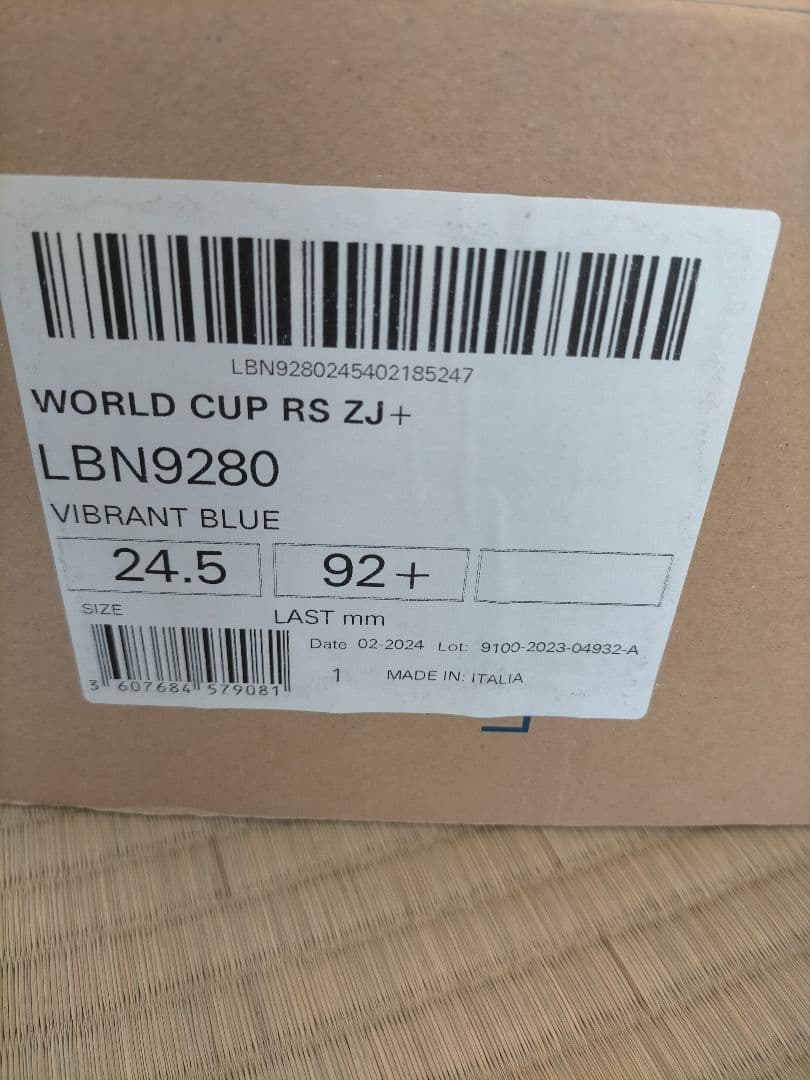 LBN9280245402185247
WORLD CUP RS ZJ+
LBN9280
VIBRANT BLUE
24.5 92+
SIZE LAST mm
Date 02-2024 Lot: 9100-2023-04932-A
3 607684 579081
1 MADE IN: ITALIA